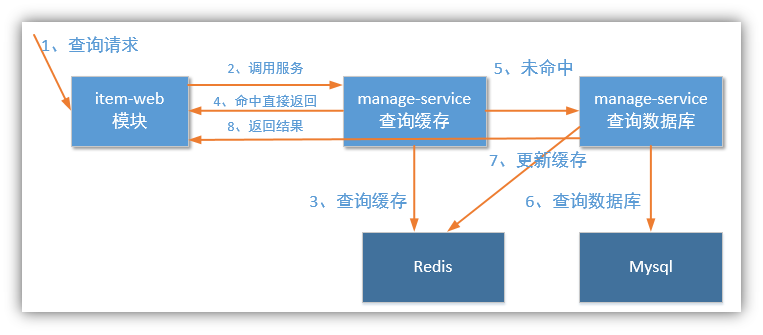 1、查询请求
2、调用服务
5、未命中
item-web
模块
4、命中直接返回
manage-service
查询缓存
manage-service
查询数据库
8、返回结果
7、更新缓存
3、查询缓存
6、查询数据库
Redis
Mysql